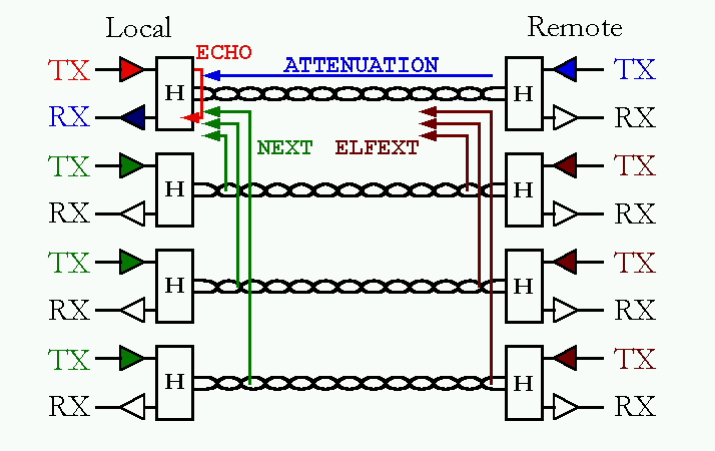 Local Remote
ECHO
TX ATTENUATION TX
H H
RX RX
NEXT ELFEXT
TX TX
H H
RX RX
TX TX
H H
RX RX
TX TX
H H
RX RX